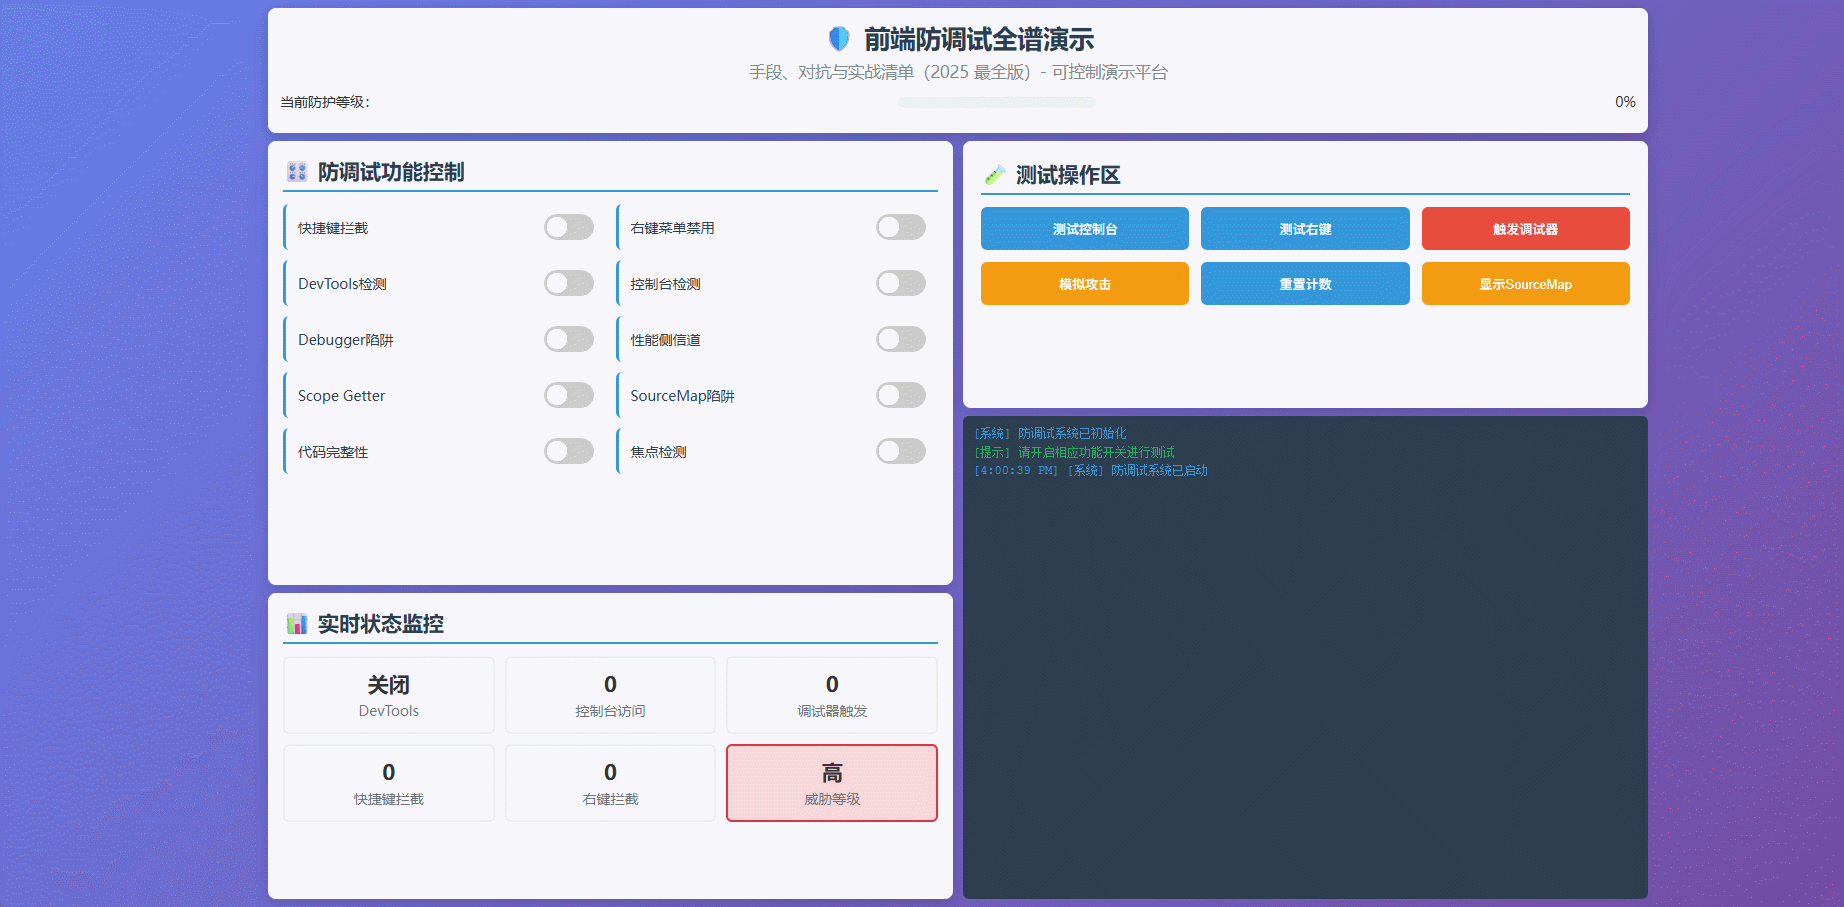 前端防调试全谱演示
手段、对抗与实战清单（2025 最全版）- 可控制演示平台
当前防护等级：
0%
防调试功能控制
快捷键拦截
右键菜单禁用
DevTools检测
控制台检测
Debugger陷阱
性能侧信道
Scope Getter
SourceMap陷阱
代码完整性
焦点检测
实时状态监控
关闭
DevTools
0
控制台访问
0
调试器触发
0
快捷键拦截
0
右键拦截
高
威胁等级
测试操作区
测试控制台
测试右键
触发调试器
模拟攻击
重置计数
显示SourceMap
[系统] 防调试系统已初始化
[提示] 请开启相应功能开关进行测试
[4:00:39 PM] [系统] 防调试系统已启动